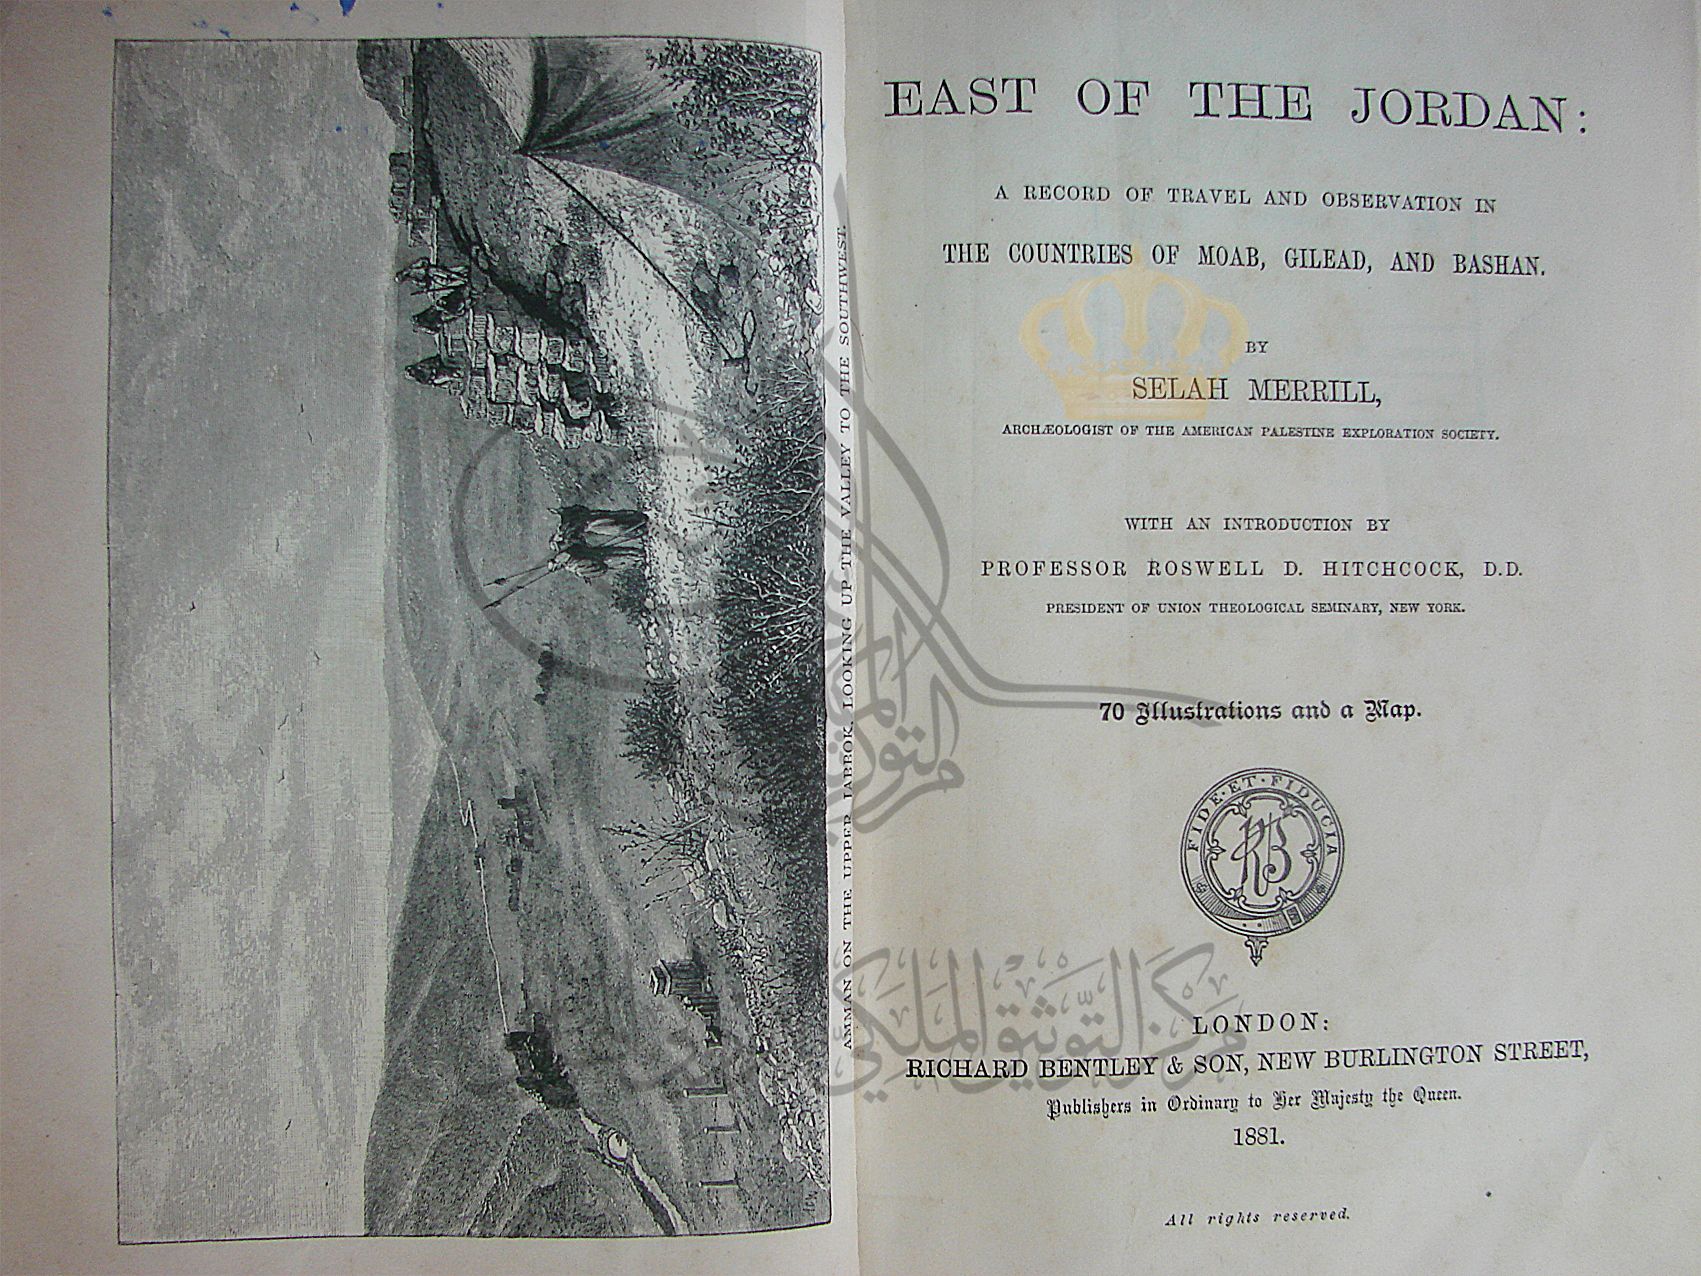 AMMAN ON THE UPPER JABBOK, LOOKING UP THE VALLEY TO THE SOUTHWEST.
EAST OF THE JORDAN:
A RECORD OF TRAVEL AND OBSERVATION IN
THE COUNTRIES OF MOAB, GILEAD, AND BASHAN.
BY
SELAH MERRILL,
ARCHÆOLOGIST OF THE AMERICAN PALESTINE EXPLORATION SOCIETY.
WITH AN INTRODUCTION BY
PROFESSOR ROSWELL D. HITCHCOCK, D.D.
PRESIDENT OF UNION THEOLOGICAL SEMINARY, NEW YORK.
70 Illustrations and a Map.
FIDE·ET·FIDUCIA
RB
LONDON:
RICHARD BENTLEY & SON, NEW BURLINGTON STREET,
Publishers in Ordinary to Her Majesty the Queen.
1881.
All rights reserved.
مركز التوثيق الملكي